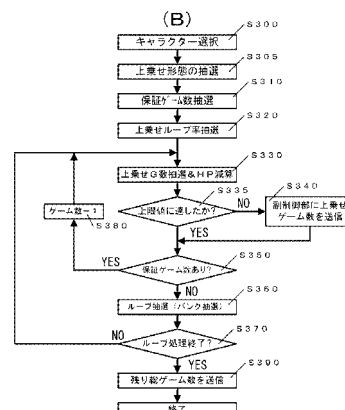 (B)
S300
キャラクター選択
S305
上乗せ形態の抽選
S310
保証ゲーム数抽選
S320
上乗せループ率抽選
S330
上乗せG数抽選&HP減算
S335
上限値に達したか?
NO
S340
副制御部に上乗せ
ゲーム数を送信
YES
ゲーム数-1
S380
S350
保証ゲーム数あり?
YES
NO
S360
ループ抽選(バンク抽選)
S370
ループ処理終了?
NO
YES
S390
残り総ゲーム数を送信
終了